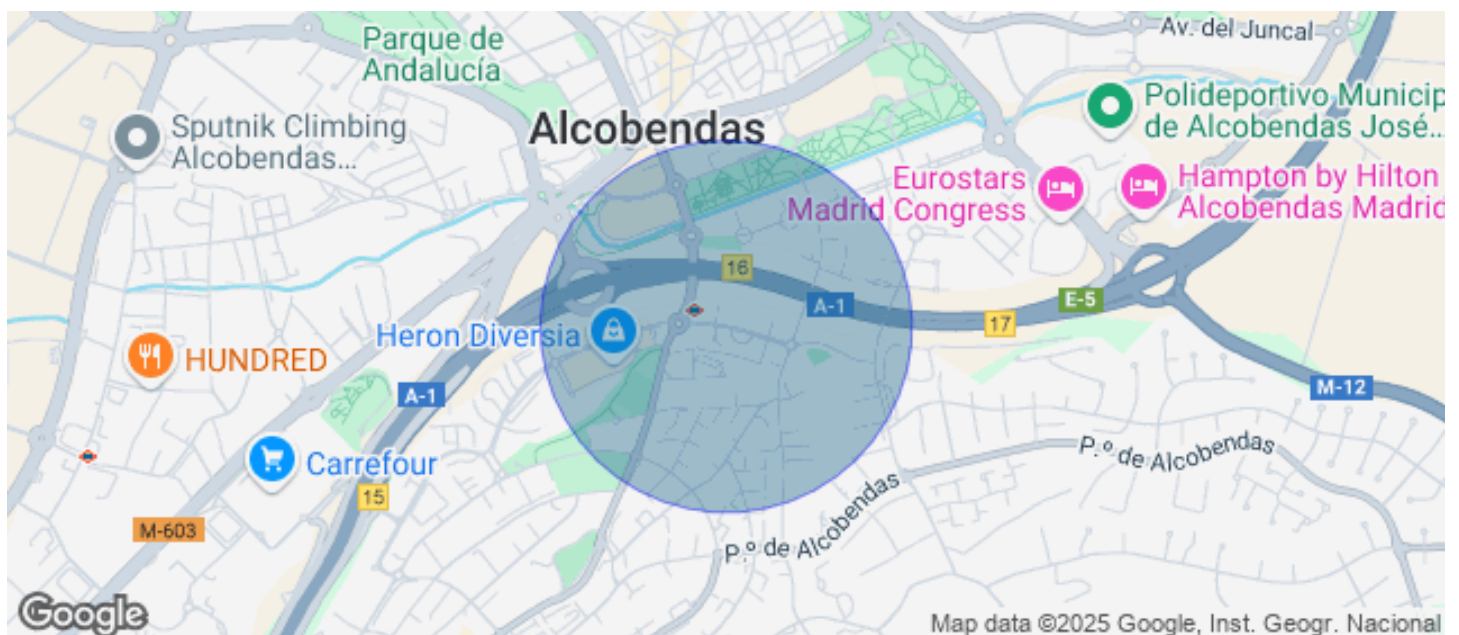 Av. del Juncal
Parque de
Andalucía
Sputnik Climbing
Alcobendas...
Alcobendas
Polideportivo Municip
de Alcobendas José...
Eurostars
Madrid Congress
Hampton by Hilton
Alcobendas Madrid
16
A-1
E-5
17
Heron Diversia
HUNDRED
A-1
M-12
Carrefour
15
M-603
P.º de Alcobendas
P.º de Alcobendas
Google
Map data ©2025 Google, Inst. Geogr. Nacional